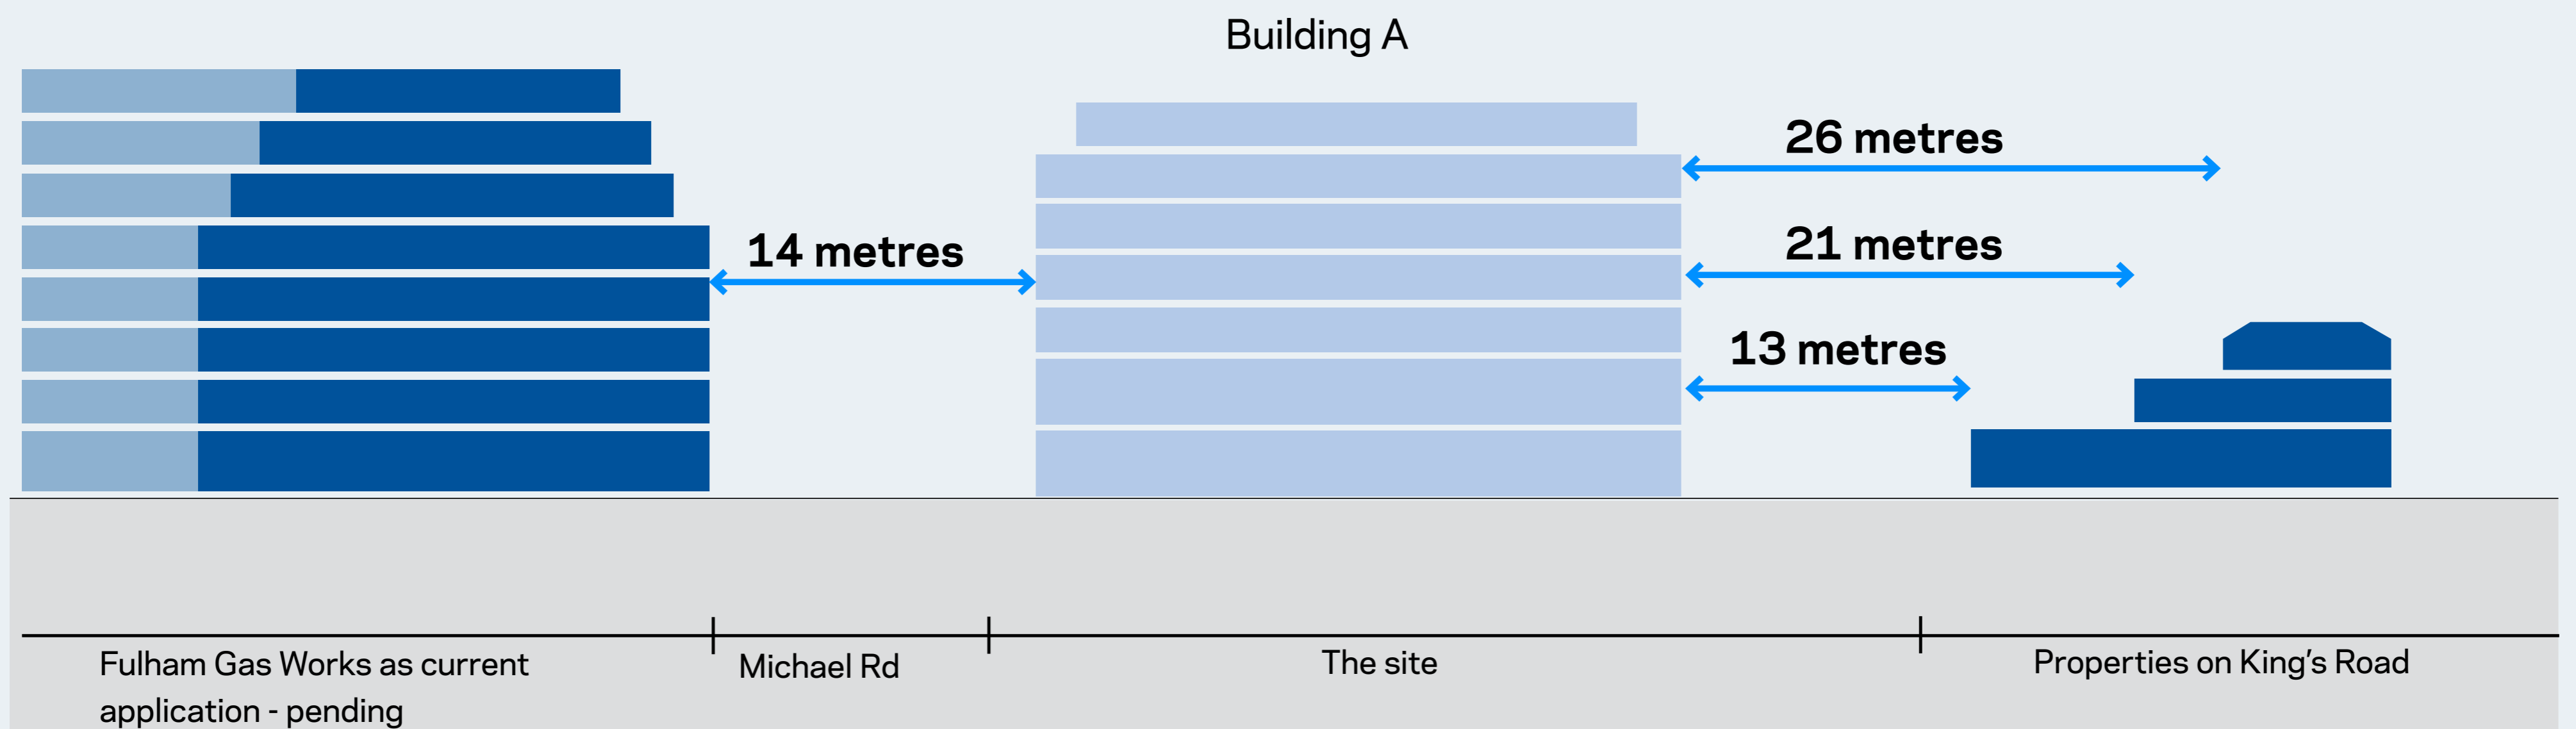 Building A
26 metres
21 metres
14 metres
13 metres
Fulham Gas Works as current
application - pending
Michael Rd
The site
Properties on King’s Road